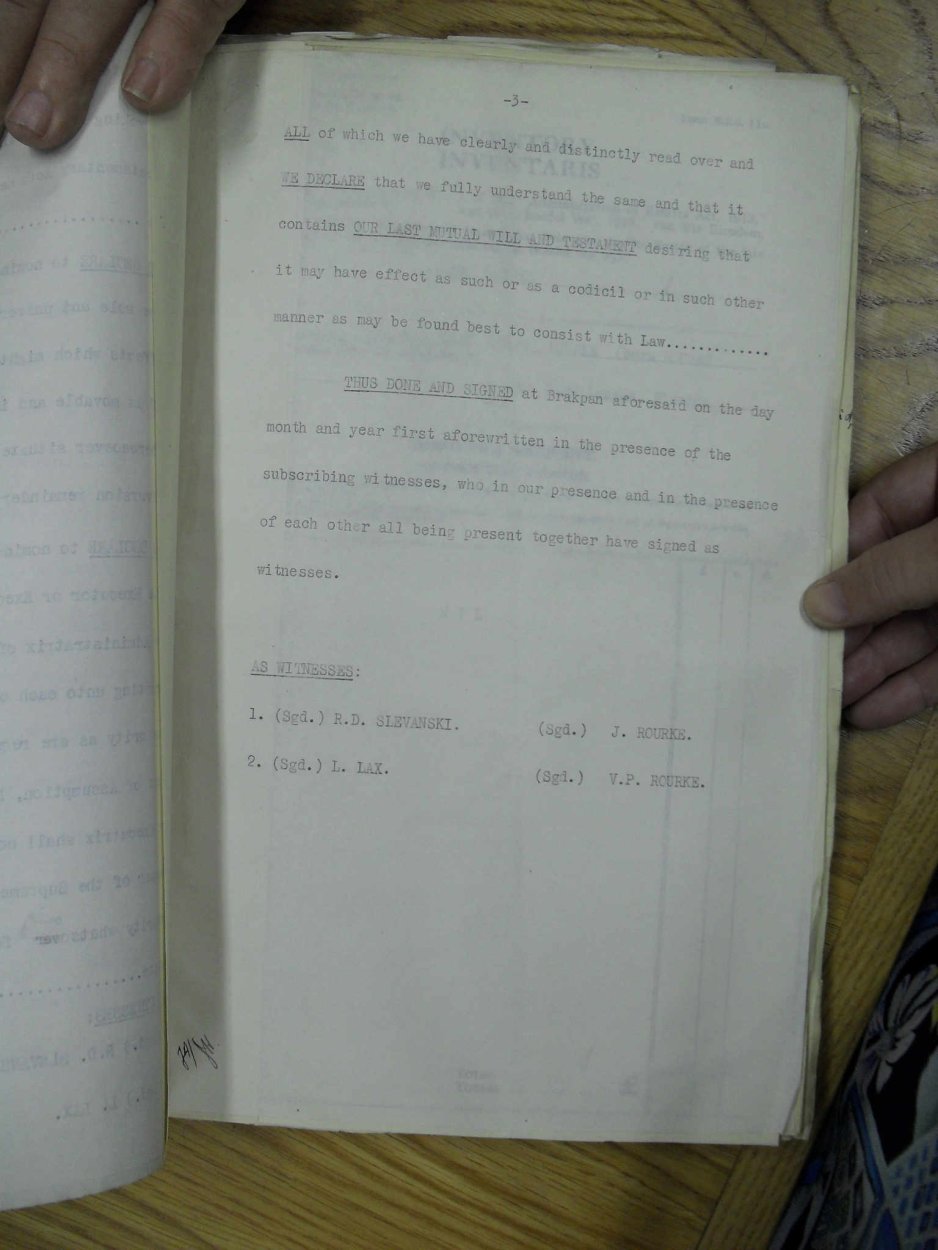 -3-
ALL of which we have clearly and distinctly read over and
WE DECLARE that we fully understand the same and that it
contains OUR LAST MUTUAL WILL AND TESTAMENT desiring that
it may have effect as such or as a codicil or in such other
manner as may be found best to consist with Law.............
THUS DONE AND SIGNED at Brakpan aforesaid on the day
month and year first aforewritten in the presence of the
subscribing witnesses, who in our presence and in the presence
of each other all being present together have signed as
witnesses.
AS WITNESSES:
1. (Sgd.) R.D. SLEVANSKI. (Sgd.) J. ROURKE.
2. (Sgd.) L. LAX. (Sgd.) V.P. ROURKE.
INVENTORY
INVENTARIS